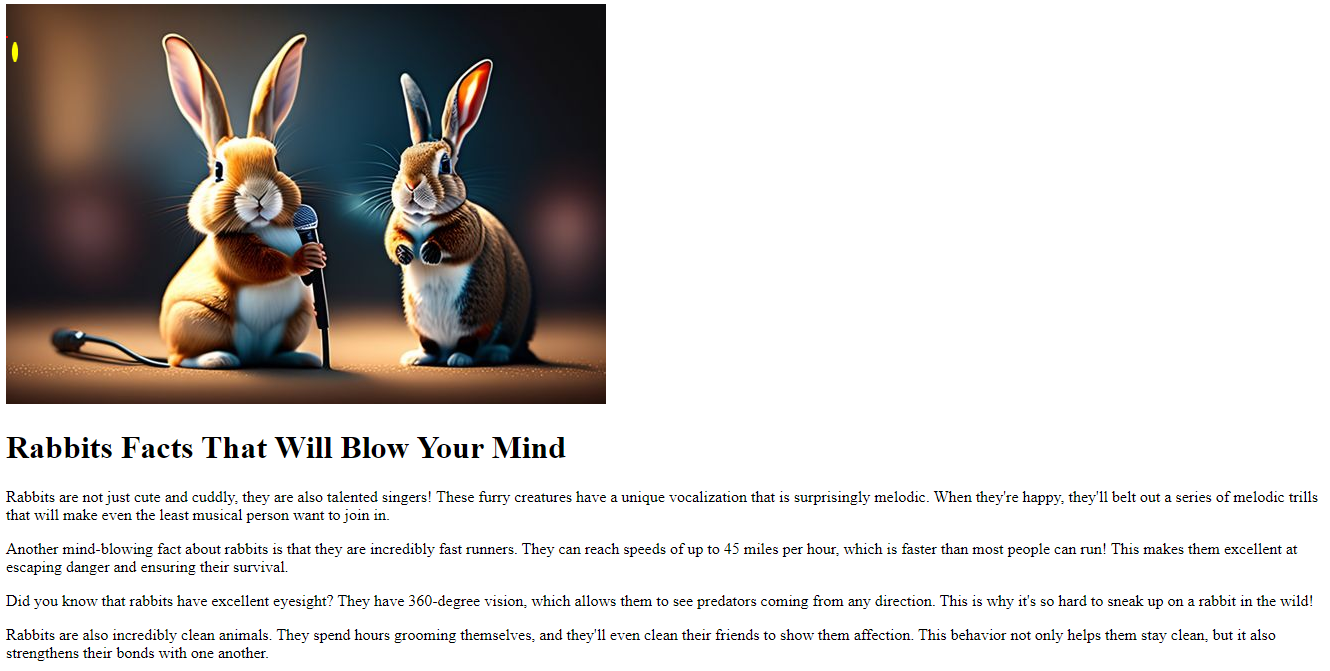 Rabbits Facts That Will Blow Your Mind
Rabbits are not just cute and cuddly, they are also talented singers! These furry creatures have a unique vocalization that is surprisingly melodic. When they're happy, they'll belt out a series of melodic trills
that will make even the least musical person want to join in.
Another mind-blowing fact about rabbits is that they are incredibly fast runners. They can reach speeds of up to 45 miles per hour, which is faster than most people can run! This makes them excellent at
escaping danger and ensuring their survival.
Did you know that rabbits have excellent eyesight? They have 360-degree vision, which allows them to see predators coming from any direction. This is why it's so hard to sneak up on a rabbit in the wild!
Rabbits are also incredibly clean animals. They spend hours grooming themselves, and they'll even clean their friends to show them affection. This behavior not only helps them stay clean, but it also
strengthens their bonds with one another.